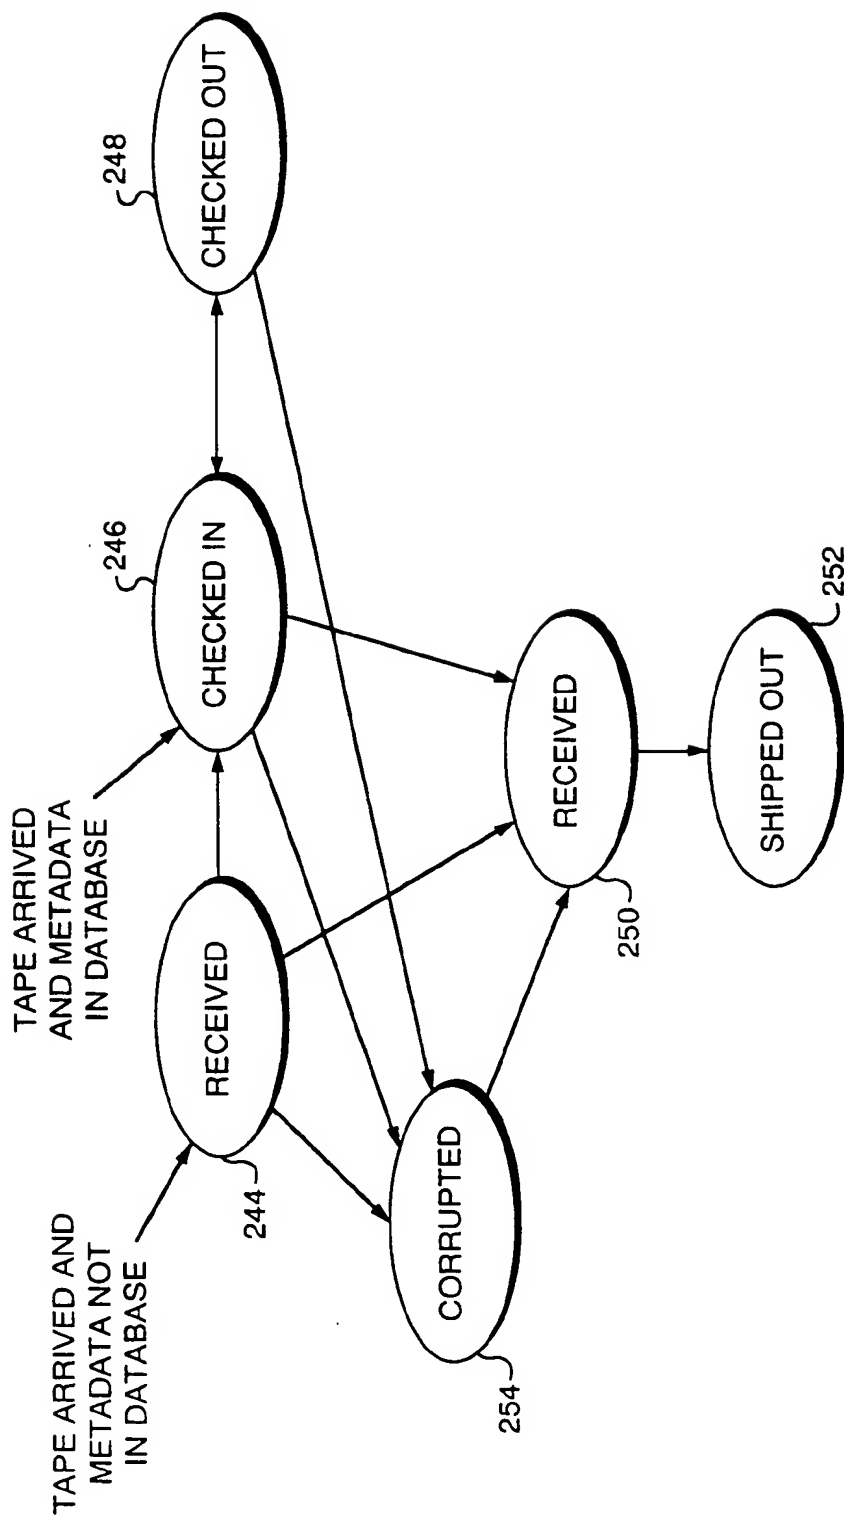 TAPE ARRIVED AND
METADATA NOT
IN DATABASE
TAPE ARRIVED
AND METADATA
IN DATABASE
244
RECEIVED
246
CHECKED IN
248
CHECKED OUT
254
CORRUPTED
250
RECEIVED
252
SHIPPED OUT